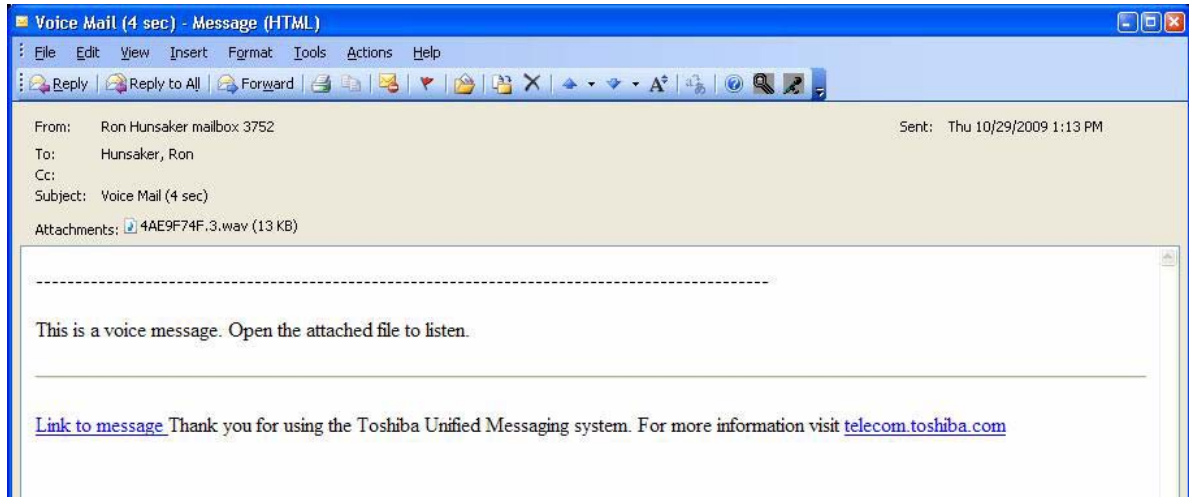 Voice Mail (4 sec) - Message (HTML)
File Edit View Insert Format Tools Actions Help
Reply Reply to All Forward
From: Ron Hunsaker mailbox 3752 Sent: Thu 10/29/2009 1:13 PM
To: Hunsaker, Ron
Cc:
Subject: Voice Mail (4 sec)
Attachments: 4AE9F74F.3.wav (13 KB)
--------------------------------------------------------------------------------------------
This is a voice message. Open the attached file to listen.
Link to message Thank you for using the Toshiba Unified Messaging system. For more information visit telecom.toshiba.com